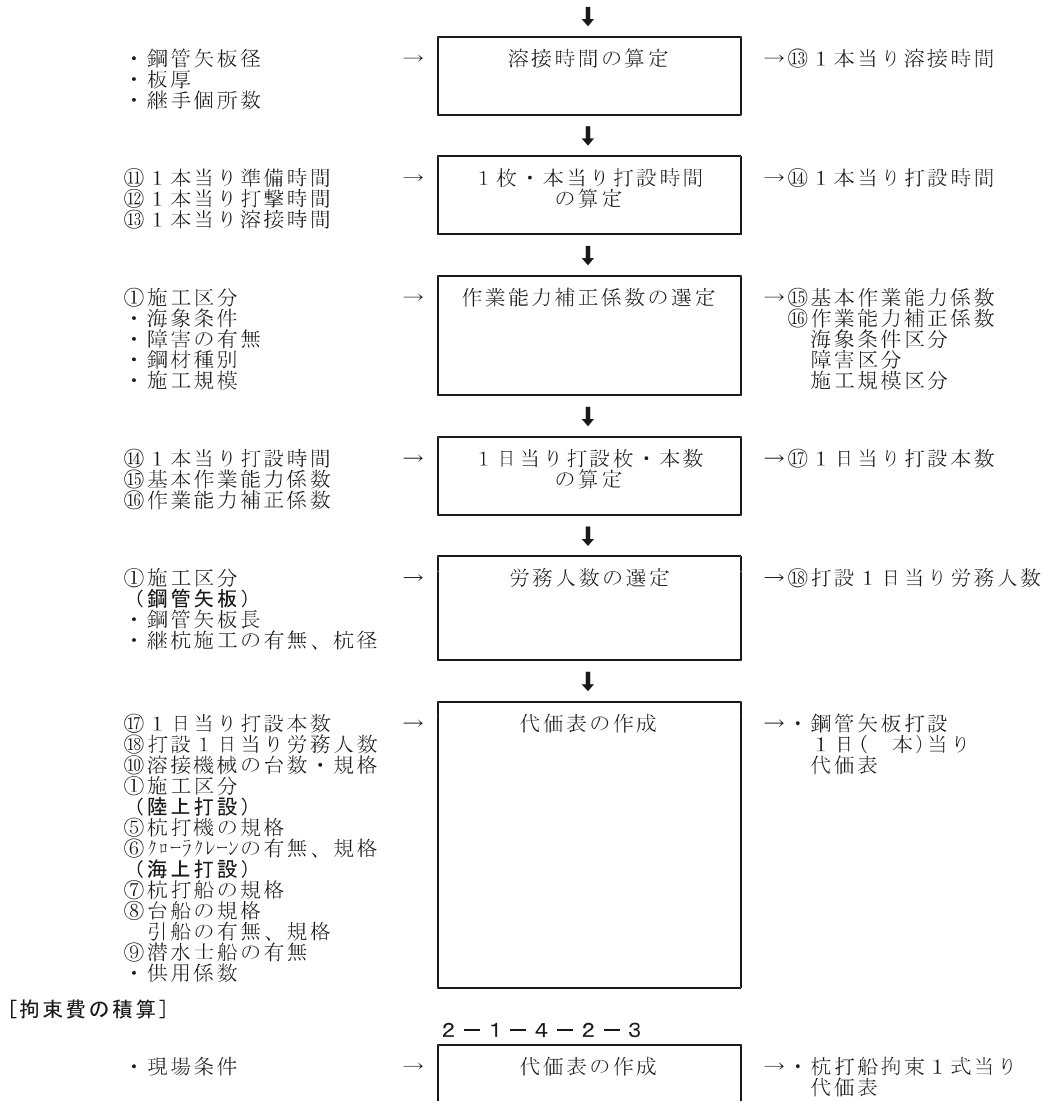 ⬇
・鋼管矢板径 → 溶接時間の算定 →⑬１本当り溶接時間
・板厚
・継手個所数
⬇
⑪１本当り準備時間 → １枚・本当り打設時間 →⑭１本当り打設時間
⑫１本当り打撃時間 の算定
⑬１本当り溶接時間
⬇
①施工区分 → 作業能力補正係数の選定 →⑮基本作業能力係数
・海象条件 ⑯作業能力補正係数
・障害の有無 海象条件区分
・鋼材種別 障害区分
・施工規模 施工規模区分
⬇
⑭１本当り打設時間 → １日当り打設枚・本数 →⑰１日当り打設本数
⑮基本作業能力係数 の算定
⑯作業能力補正係数
⬇
①施工区分 → 労務人数の選定 →⑱打設１日当り労務人数
（鋼管矢板）
・鋼管矢板長
・継杭施工の有無、杭径
⬇
⑰１日当り打設本数 → 代価表の作成 →・鋼管矢板打設
⑱打設１日当り労務人数 １日(　本)当り
⑩溶接機械の台数・規格 代価表
①施工区分
（陸上打設）
⑤杭打機の規格
⑥ｸﾛｰﾗｸﾚｰﾝの有無、規格
（海上打設）
⑦杭打船の規格
⑧台船の規格
引船の有無、規格
⑨潜水士船の有無
・供用係数
[拘束費の積算]
２－１－４－２－３
・現場条件 → 代価表の作成 →・杭打船拘束１式当り
代価表